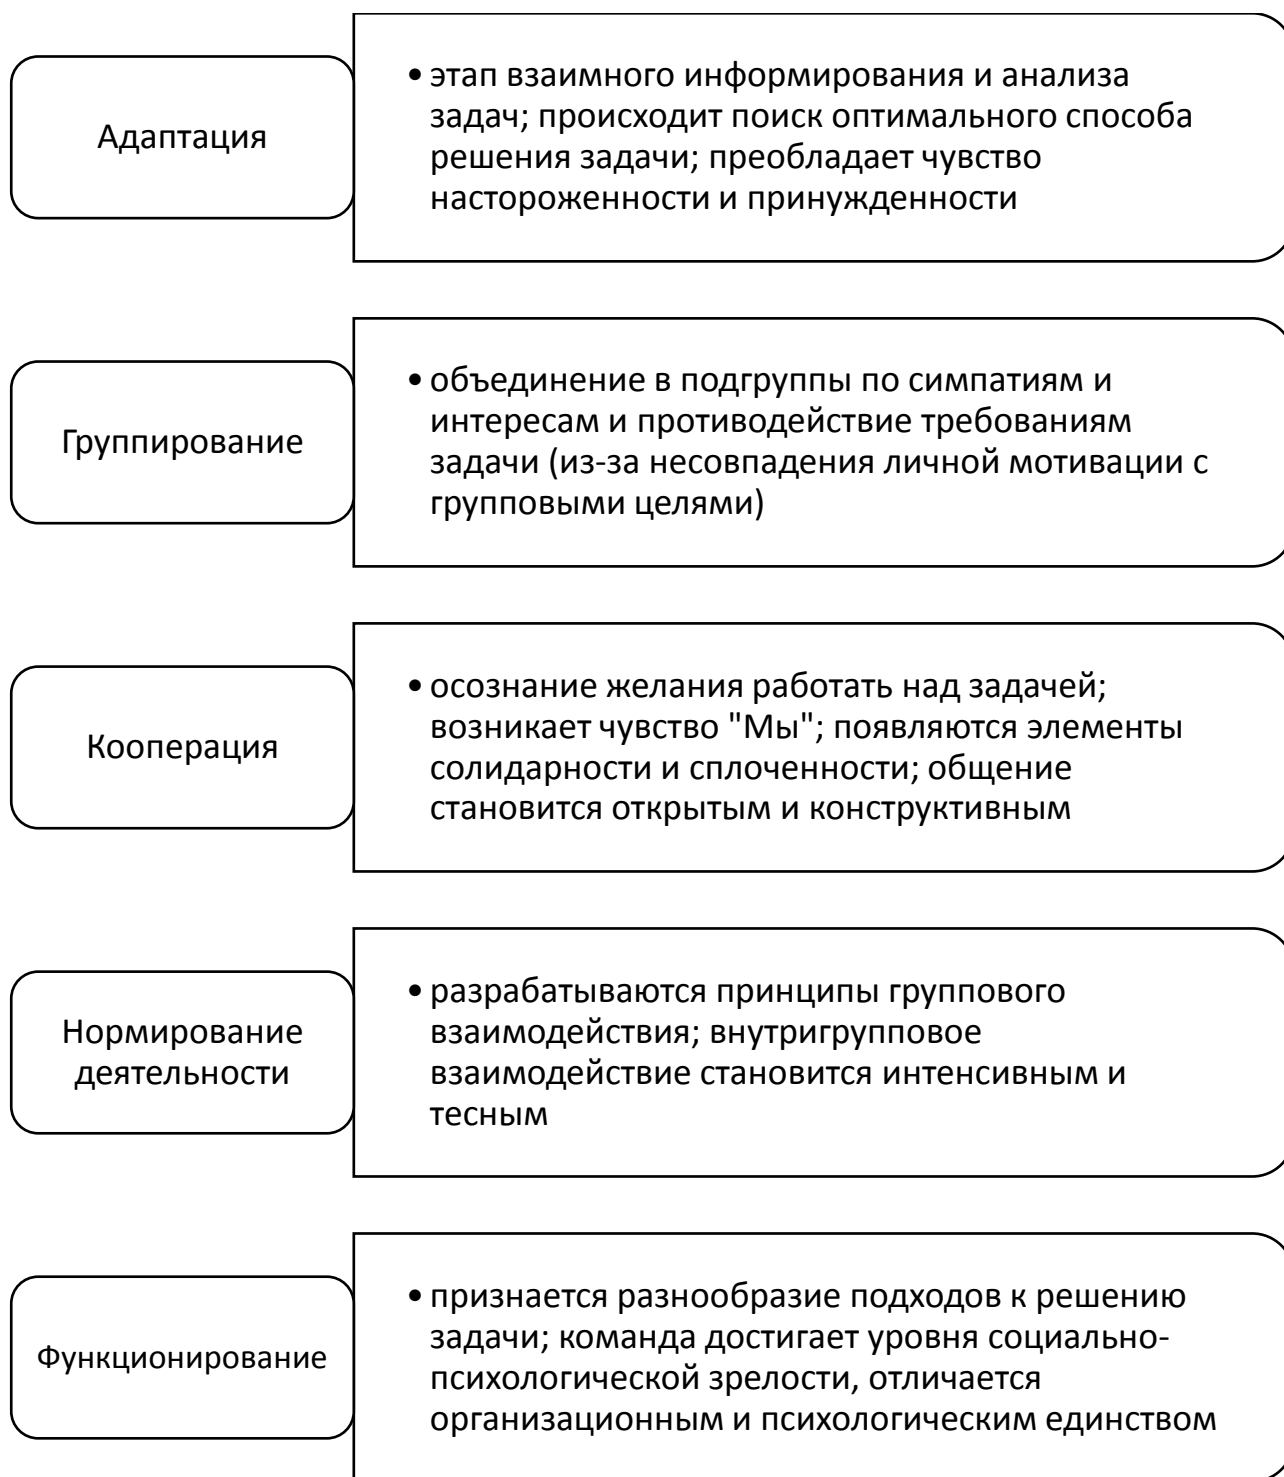 Адаптация
• этап взаимного информирования и анализа
задач; происходит поиск оптимального способа
решения задачи; преобладает чувство
настороженности и принужденности
Группирование
• объединение в подгруппы по симпатиям и
интересам и противодействие требованиям
задачи (из-за несовпадения личной мотивации с
групповыми целями)
Кооперация
• осознание желания работать над задачей;
возникает чувство "Мы"; появляются элементы
солидарности и сплоченности; общение
становится открытым и конструктивным
Нормирование
деятельности
• разрабатываются принципы группового
взаимодействия; внутригрупповое
взаимодействие становится интенсивным и
тесным
Функционирование
• признается разнообразие подходов к решению
задачи; команда достигает уровня социально-
психологической зрелости, отличается
организационным и психологическим единством